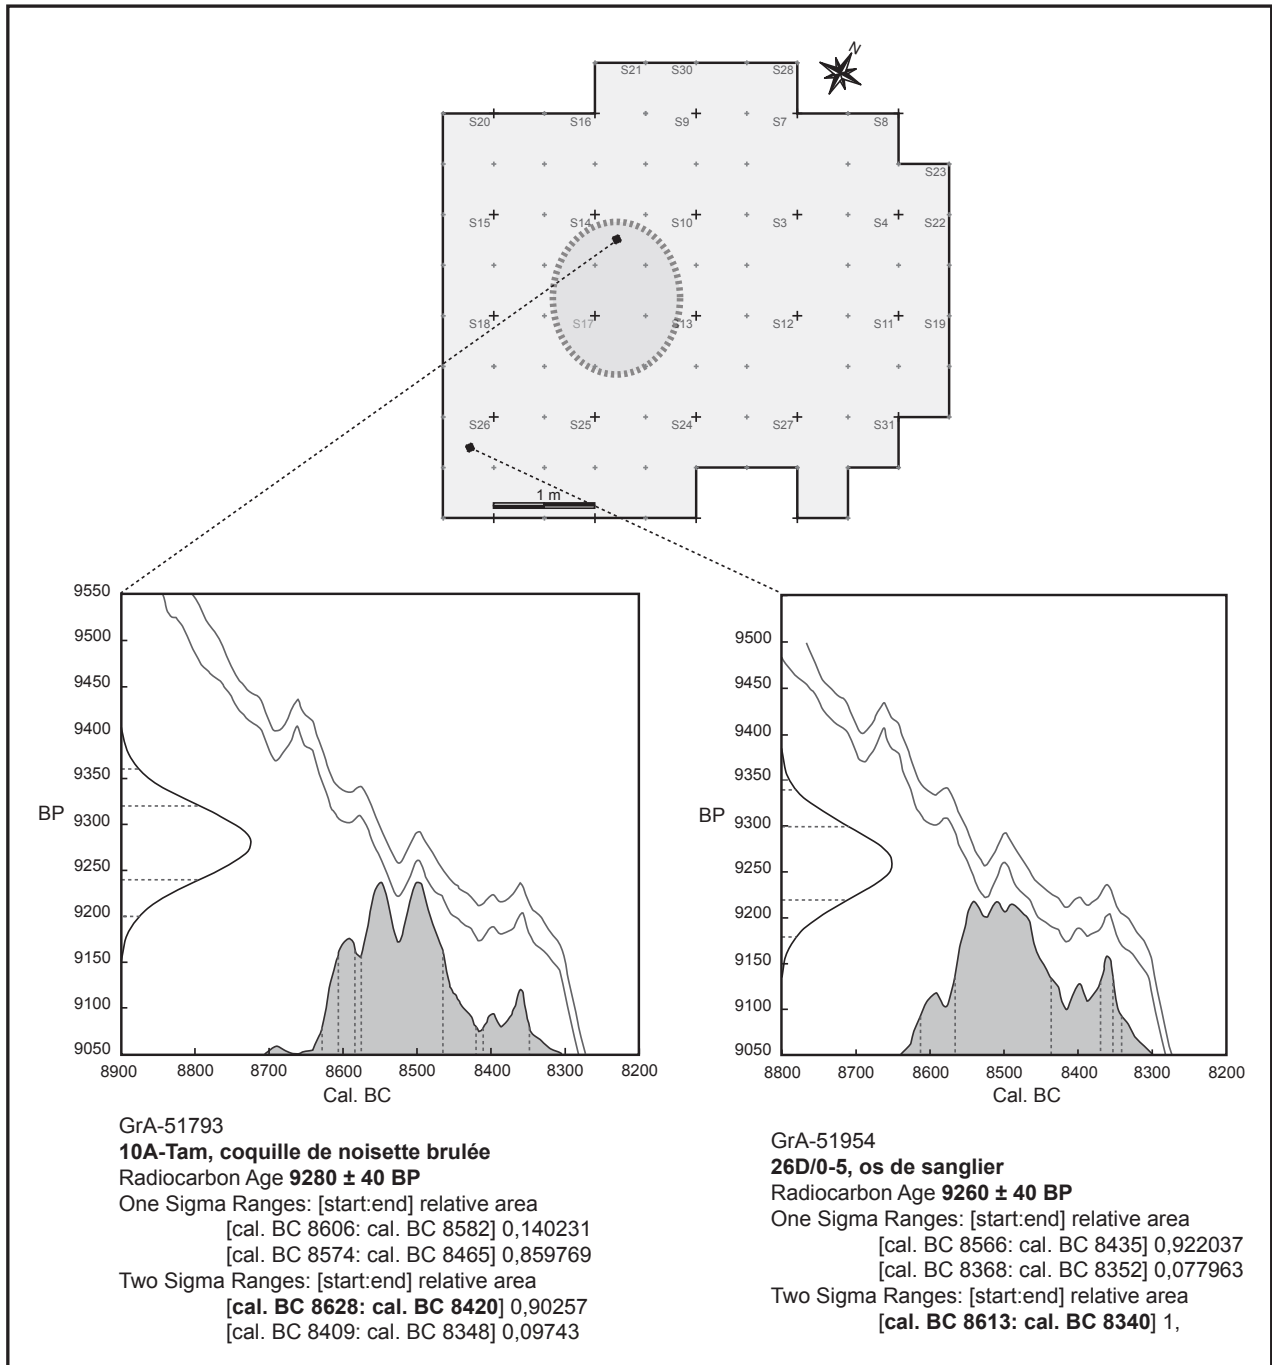 N
S21 S30 S28
S20 S16 S9 S7 S8
S23
S15 S14 S10 S3 S4 S22
S18 S17 S13 S12 S11 S19
S26 S25 S24 S27 S31
1 m
9550
9500
9450
9400
9350
BP 9300
9250
9200
9150
9100
9050
8900 8800 8700 8600 8500 8400 8300 8200
Cal. BC
GrA-51793
10A-Tam, coquille de noisette brulée
Radiocarbon Age 9280 ± 40 BP
One Sigma Ranges: [start:end] relative area
[cal. BC 8606: cal. BC 8582] 0,140231
[cal. BC 8574: cal. BC 8465] 0,859769
Two Sigma Ranges: [start:end] relative area
[cal. BC 8628: cal. BC 8420] 0,90257
[cal. BC 8409: cal. BC 8348] 0,09743
9500
9450
9400
9350
BP 9300
9250
9200
9150
9100
9050
8800 8700 8600 8500 8400 8300 8200
Cal. BC
GrA-51954
26D/0-5, os de sanglier
Radiocarbon Age 9260 ± 40 BP
One Sigma Ranges: [start:end] relative area
[cal. BC 8566: cal. BC 8435] 0,922037
[cal. BC 8368: cal. BC 8352] 0,077963
Two Sigma Ranges: [start:end] relative area
[cal. BC 8613: cal. BC 8340] 1,